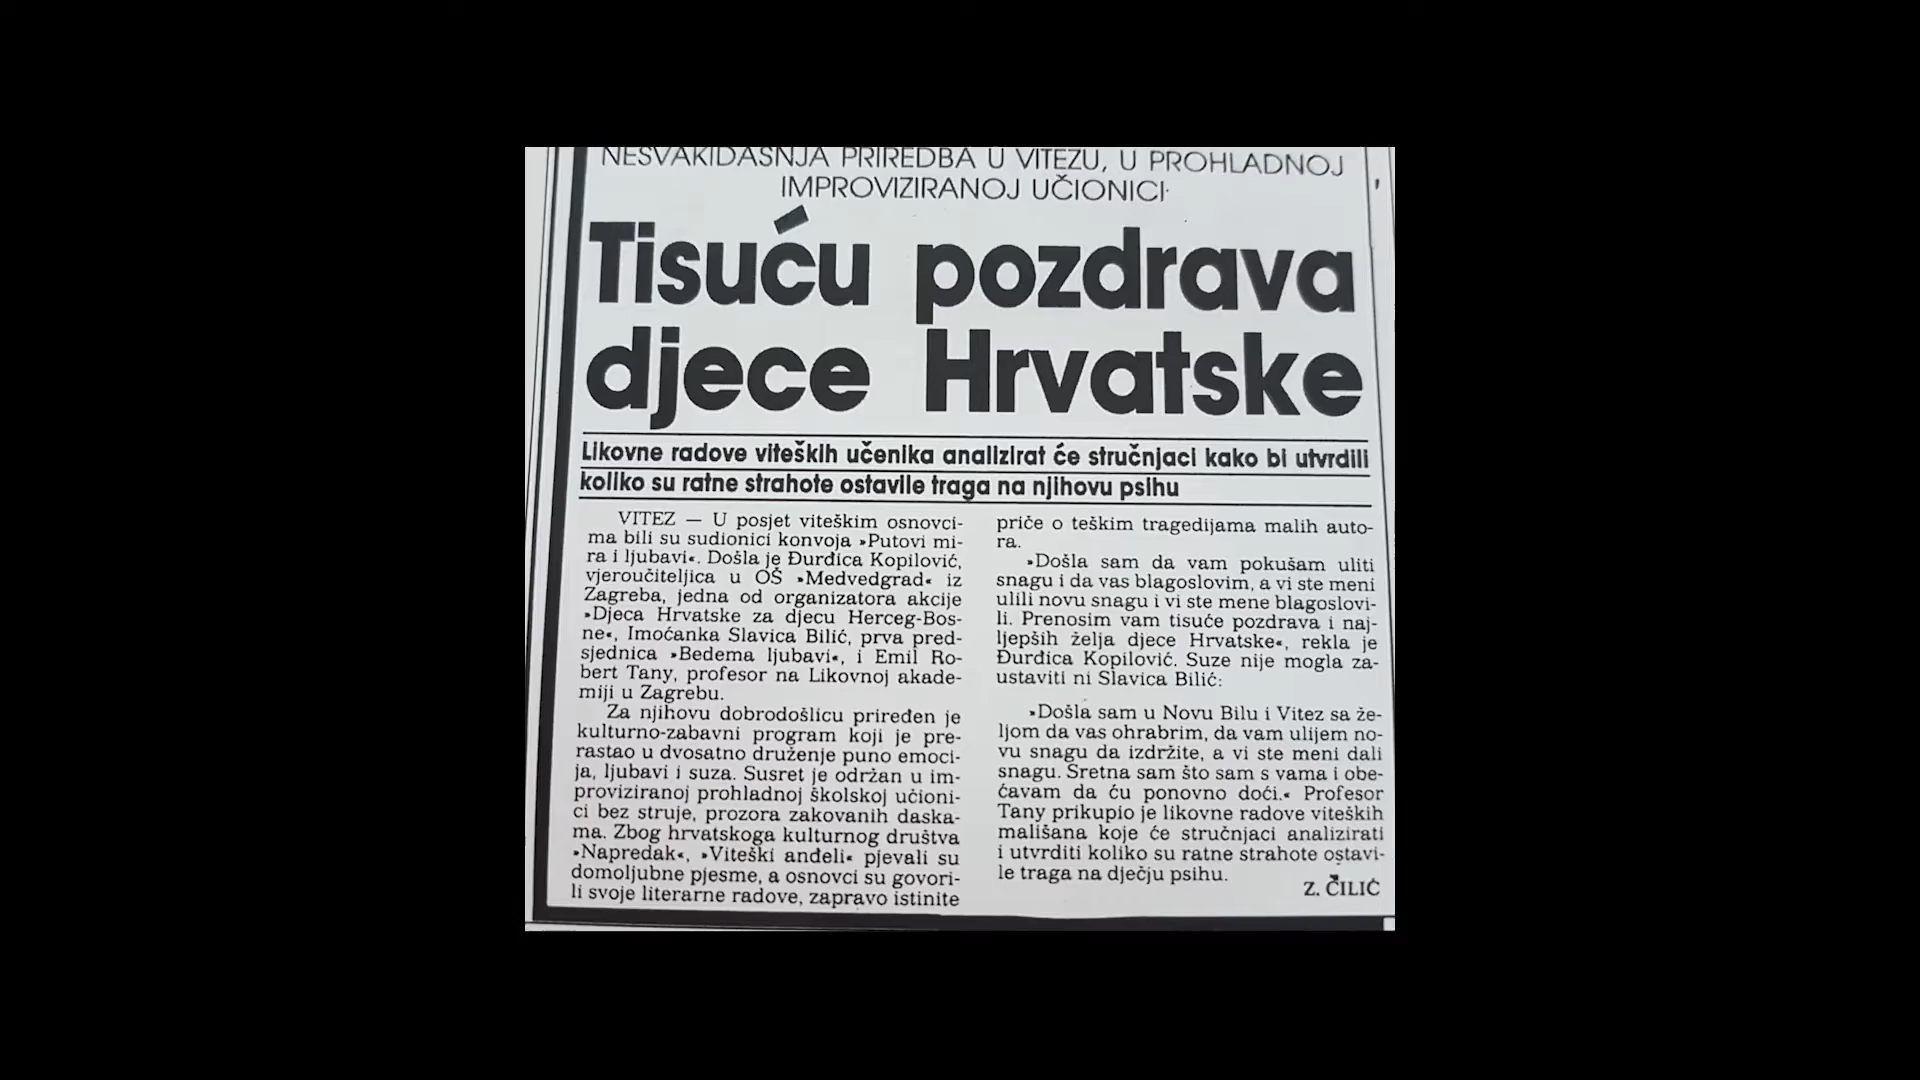 NESVAKIDAŠNJA PRIREDBA U VITEZU, U PROHLADNOJ
IMPROVIZIRANOJ UČIONICI
Tisuću pozdrava
djece Hrvatske
Likovne radove viteških učenika analizirat će stručnjaci kako bi utvrdili
koliko su ratne strahote ostavile traga na njihovu psihu
VITEZ — U posjet viteškim osnovci-
ma bili su sudionici konvoja »Putovi mi-
ra i ljubavi«. Došla je Đurđica Kopilović,
vjeroučiteljica u OŠ »Medvedgrad« iz
Zagreba, jedna od organizatora akcije
»Djeca Hrvatske za djecu Herceg-Bos-
ne«, Imoćanka Slavica Bilić, prva pred-
sjednica »Bedema ljubavi«, i Emil Ro-
bert Tany, profesor na Likovnoj akade-
miji u Zagrebu.
Za njihovu dobrodošlicu priređen je
kulturno-zabavni program koji je pre-
rastao u dvosatno druženje puno emoci-
ja, ljubavi i suza. Susret je održan u im-
proviziranoj prohladnoj školskoj učioni-
ci bez struje, prozora zakovanih daska-
ma. Zbog hrvatskoga kulturnog društva
»Napredak«, »Viteški anđeli« pjevali su
domoljubne pjesme, a osnovci su govori-
li svoje literarne radove, zapravo istinite
priče o teškim tragedijama malih auto-
ra.
»Došla sam da vam pokušam uliti
snagu i da vas blagoslovim, a vi ste meni
ulili novu snagu i vi ste mene blagoslovi-
li. Prenosim vam tisuće pozdrava i naj-
ljepših želja djece Hrvatske«, rekla je
Đurđica Kopilović. Suze nije mogla za-
ustaviti ni Slavica Bilić:
»Došla sam u Novu Bilu i Vitez sa že-
ljom da vas ohrabrim, da vam ulijem no-
vu snagu da izdržite, a vi ste meni dali
snagu. Sretna sam što sam s vama i obe-
ćavam da ću ponovno doći.« Profesor
Tany prikupio je likovne radove viteških
mališana koje će stručnjaci analizirati
i utvrditi koliko su ratne strahote ostavi-
le traga na dječju psihu.
Z. ČILIĆ